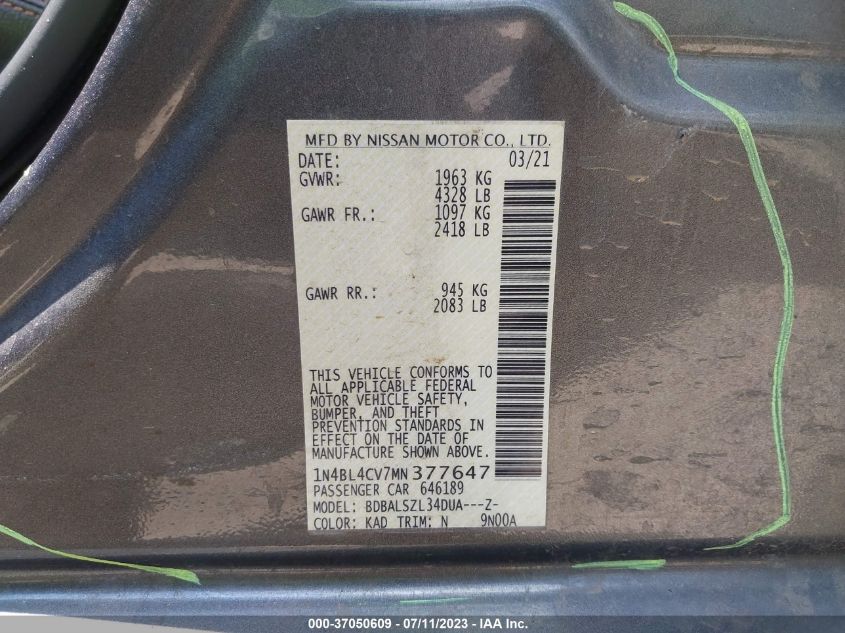 MFD BY NISSAN MOTOR CO., LTD.
DATE: 03/21
GVWR: 1963 KG
4328 LB
GAWR FR.: 1097 KG
2418 LB
GAWR RR.: 945 KG
2083 LB
THIS VEHICLE CONFORMS TO
ALL APPLICABLE FEDERAL
MOTOR VEHICLE SAFETY,
BUMPER, AND THEFT
PREVENTION STANDARDS IN
EFFECT ON THE DATE OF
MANUFACTURE SHOWN ABOVE.
1N4BL4CV7MN377647
PASSENGER CAR 646189
MODEL: BDBALSZL34DUA---Z-
COLOR: KAD TRIM: N 9N00A
000-37050609 - 07/11/2023 - © IAA Inc.